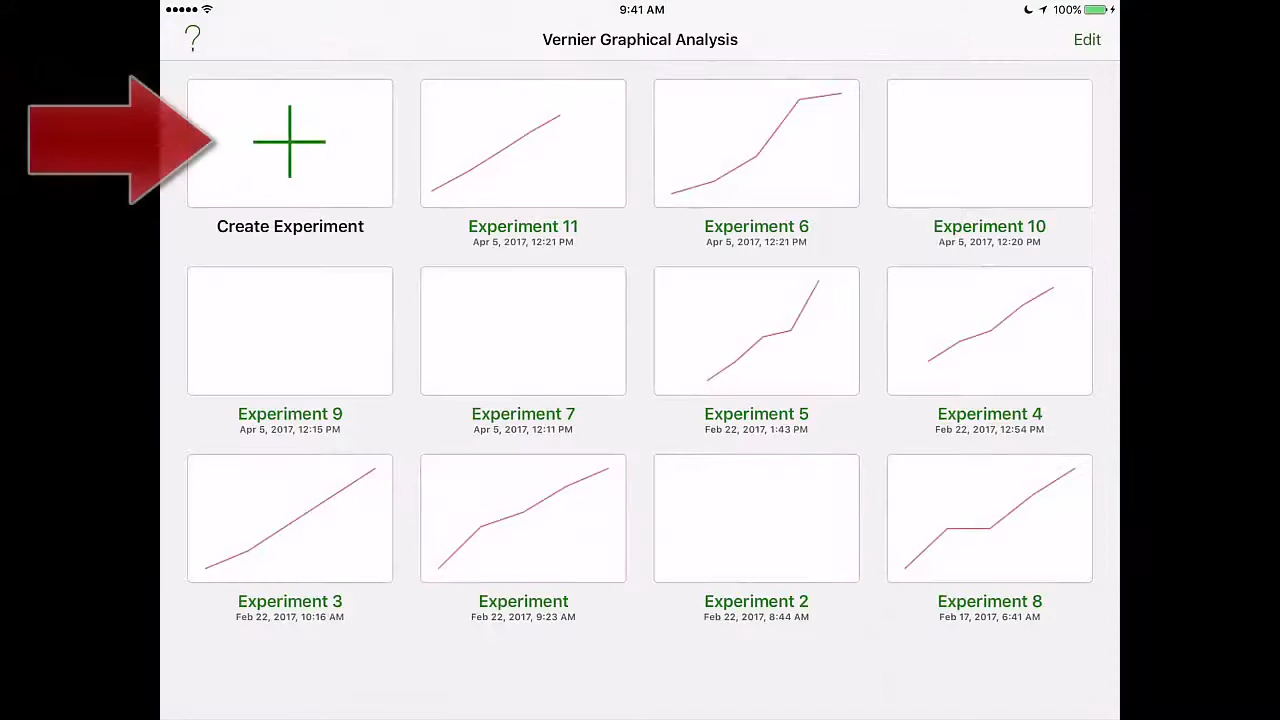 9:41 AM
100%
?
Vernier Graphical Analysis
Edit
Create Experiment
Experiment 11
Apr 5, 2017, 12:21 PM
Experiment 6
Apr 5, 2017, 12:21 PM
Experiment 10
Apr 5, 2017, 12:20 PM
Experiment 9
Apr 5, 2017, 12:15 PM
Experiment 7
Apr 5, 2017, 12:11 PM
Experiment 5
Feb 22, 2017, 1:43 PM
Experiment 4
Feb 22, 2017, 12:54 PM
Experiment 3
Feb 22, 2017, 10:16 AM
Experiment
Feb 22, 2017, 9:23 AM
Experiment 2
Feb 22, 2017, 8:44 AM
Experiment 8
Feb 17, 2017, 6:41 AM